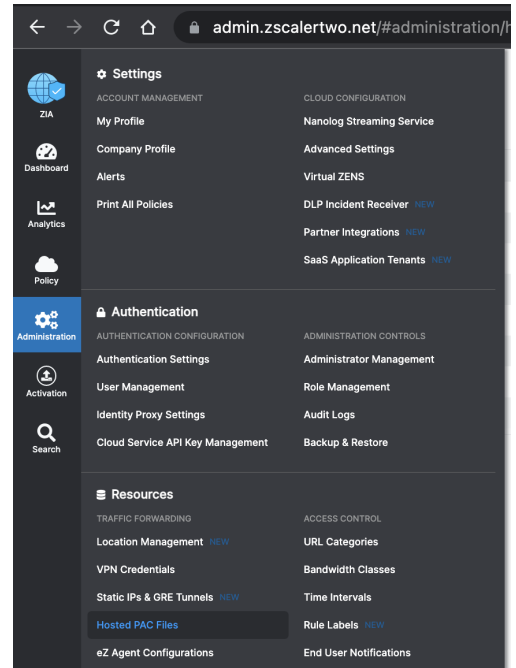 admin.zscalertwo.net/#administration/h
ZIA
Dashboard
Analytics
Policy
Administration
Activation
Search
Settings
ACCOUNT MANAGEMENT
My Profile
Company Profile
Alerts
Print All Policies
CLOUD CONFIGURATION
Nanolog Streaming Service
Advanced Settings
Virtual ZENS
DLP Incident Receiver NEW
Partner Integrations NEW
SaaS Application Tenants NEW
Authentication
AUTHENTICATION CONFIGURATION
Authentication Settings
User Management
Identity Proxy Settings
Cloud Service API Key Management
ADMINISTRATION CONTROLS
Administrator Management
Role Management
Audit Logs
Backup & Restore
Resources
TRAFFIC FORWARDING
Location Management NEW
VPN Credentials
Static IPs & GRE Tunnels NEW
Hosted PAC Files
eZ Agent Configurations
ACCESS CONTROL
URL Categories
Bandwidth Classes
Time Intervals
Rule Labels NEW
End User Notifications